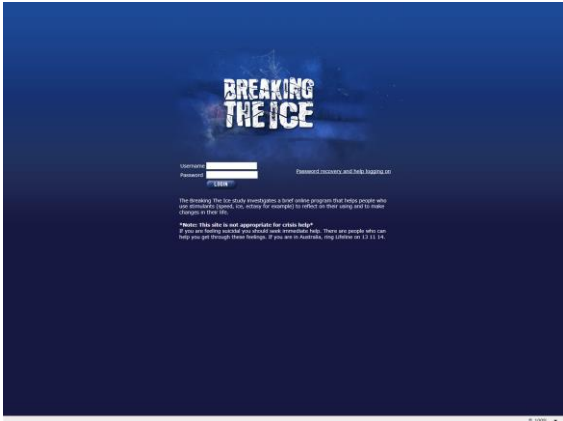 BREAKING
THE ICE
Username
Password
Password recovery and help logging on
LOGIN
The Breaking The Ice study investigates a brief online program that helps people who
use stimulants (speed, ice, ectasy for example) to reflect on their using and to make
changes in their life.
*Note: This site is not appropriate for crisis help*
If you are feeling suicidal you should seek immediate help. There are people who can
help you get through these feelings. If you are in Australia, ring Lifeline on 13 11 14.
100%